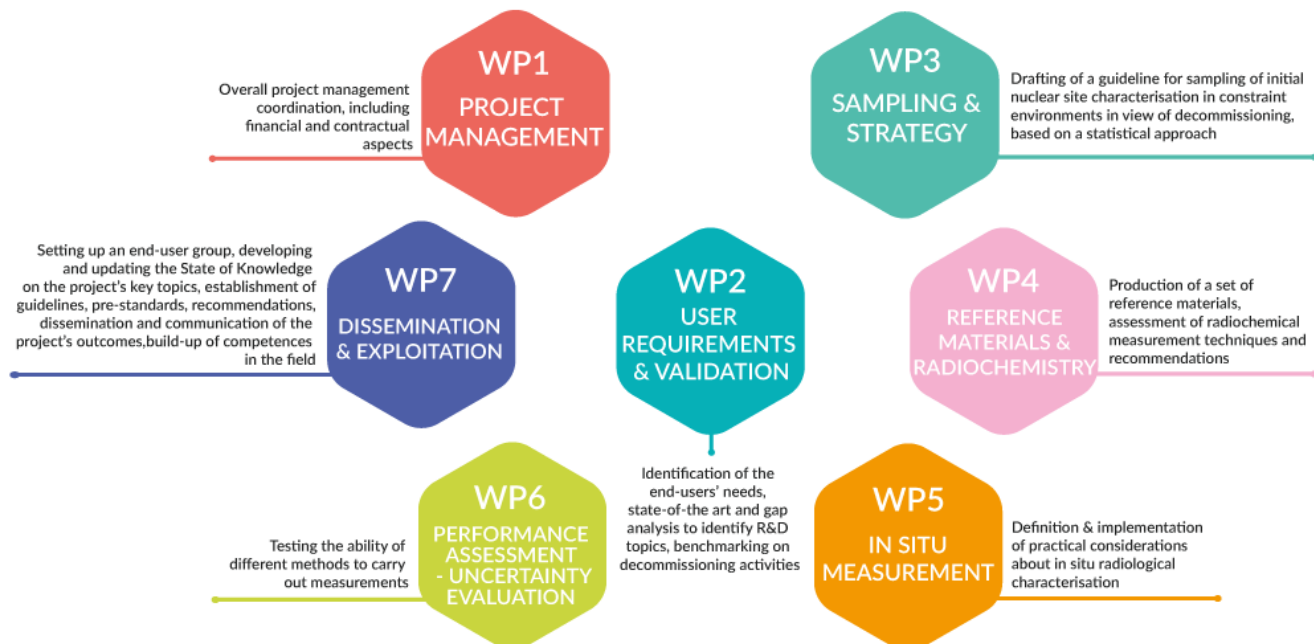 WP1
PROJECT
MANAGEMENT
Overall project management
coordination, including
financial and contractual
aspects
WP3
SAMPLING &
STRATEGY
Drafting of a guideline for sampling of initial
nuclear site characterisation in constraint
environments in view of decommissioning,
based on a statistical approach
Setting up an end-user group, developing
and updating the State of Knowledge
on the project's key topics, establishment of
guidelines, pre-standards, recommendations,
dissemination and communication of the
project's outcomes,build-up of competences
in the field
WP7
DISSEMINATION
& EXPLOITATION
WP2
USER
REQUIREMENTS
& VALIDATION
Identification of the
end-users' needs,
state-of-the art and gap
analysis to identify R&D
topics, benchmarking on
decommissioning activities
WP4
REFERENCE
MATERIALS &
RADIOCHEMISTRY
Production of a set of
reference materials,
assessment of radiochemical
measurement techniques and
recommendations
Testing the ability of
different methods to carry
out measurements
WP6
PERFORMANCE
ASSESSMENT
- UNCERTAINTY
EVALUATION
WP5
IN SITU
MEASUREMENT
Definition & implementation
of practical considerations
about in situ radiological
characterisation